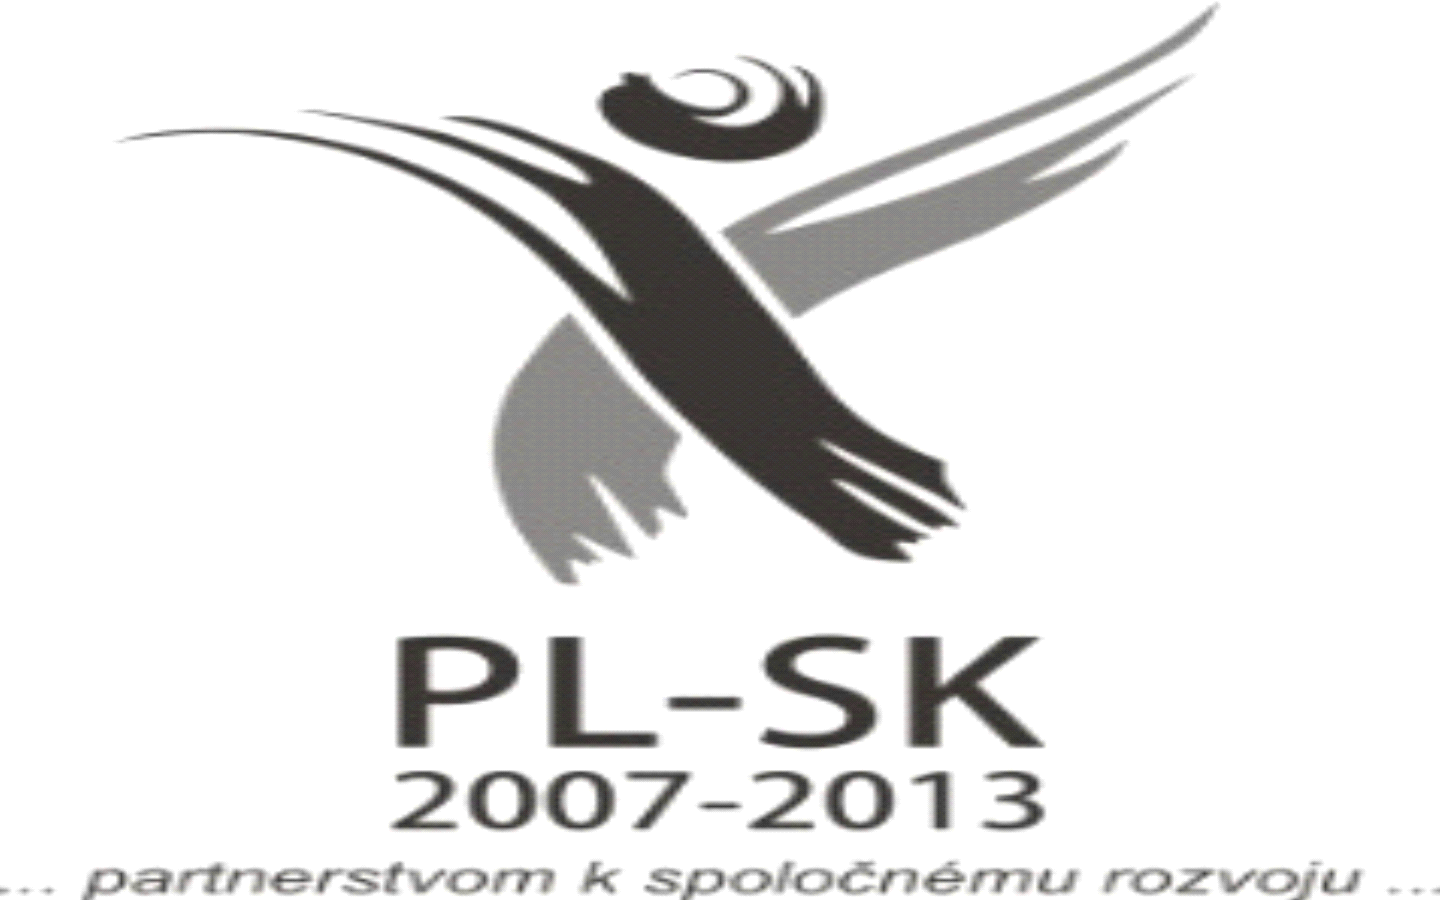 PL-SK
2007-2013
... partnerstvom k spoločnému rozvoju ...